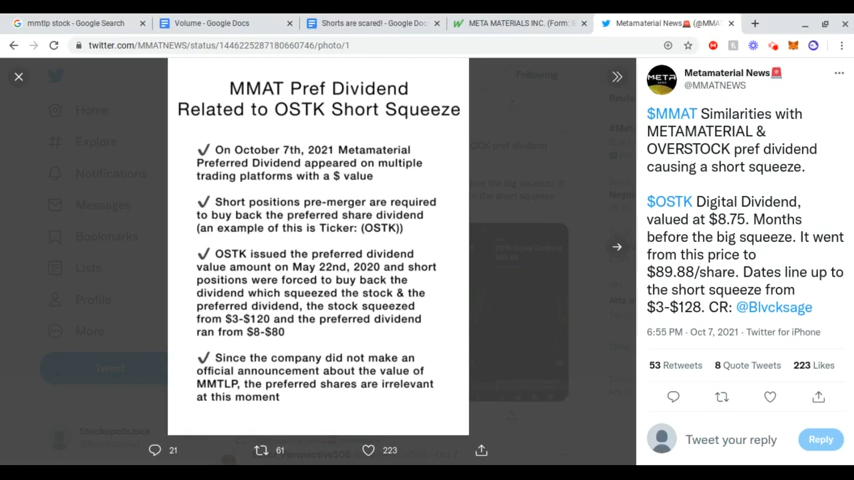 mmtlp stock - Google Search
Volume - Google Docs
Shorts are scared! - Google Doc
META MATERIALS INC. (Form:
Metamaterial News🚨 (@MMA
twitter.com/MMATNEWS/status/1446225287180660746/photo/1
MMAT Pref Dividend
Related to OSTK Short Squeeze
✓ On October 7th, 2021 Metamaterial
Preferred Dividend appeared on multiple
trading platforms with a $ value
✓ Short positions pre-merger are required
to buy back the preferred share dividend
(an example of this is Ticker: (OSTK))
✓ OSTK issued the preferred dividend
value amount on May 22nd, 2020 and short
positions were forced to buy back the
dividend which squeezed the stock & the
preferred dividend, the stock squeezed
from $3-$120 and the preferred dividend
ran from $8-$80
✓ Since the company did not make an
official announcement about the value of
MMTLP, the preferred shares are irrelevant
at this moment
21
61
223
Home
Explore
Notifications
Messages
Bookmarks
Lists
Profile
More
Tweet
Following
META
Metamaterial News🚨
@MMATNEWS
$MMAT Similarities with
METAMATERIAL &
OVERSTOCK pref dividend
causing a short squeeze.
$OSTK Digital Dividend,
valued at $8.75. Months
before the big squeeze. It went
from this price to
$89.88/share. Dates line up to
the short squeeze from
$3-$128. CR: @Blvcksage
6:55 PM · Oct 7, 2021 · Twitter for iPhone
53 Retweets 8 Quote Tweets 223 Likes
Tweet your reply
Reply